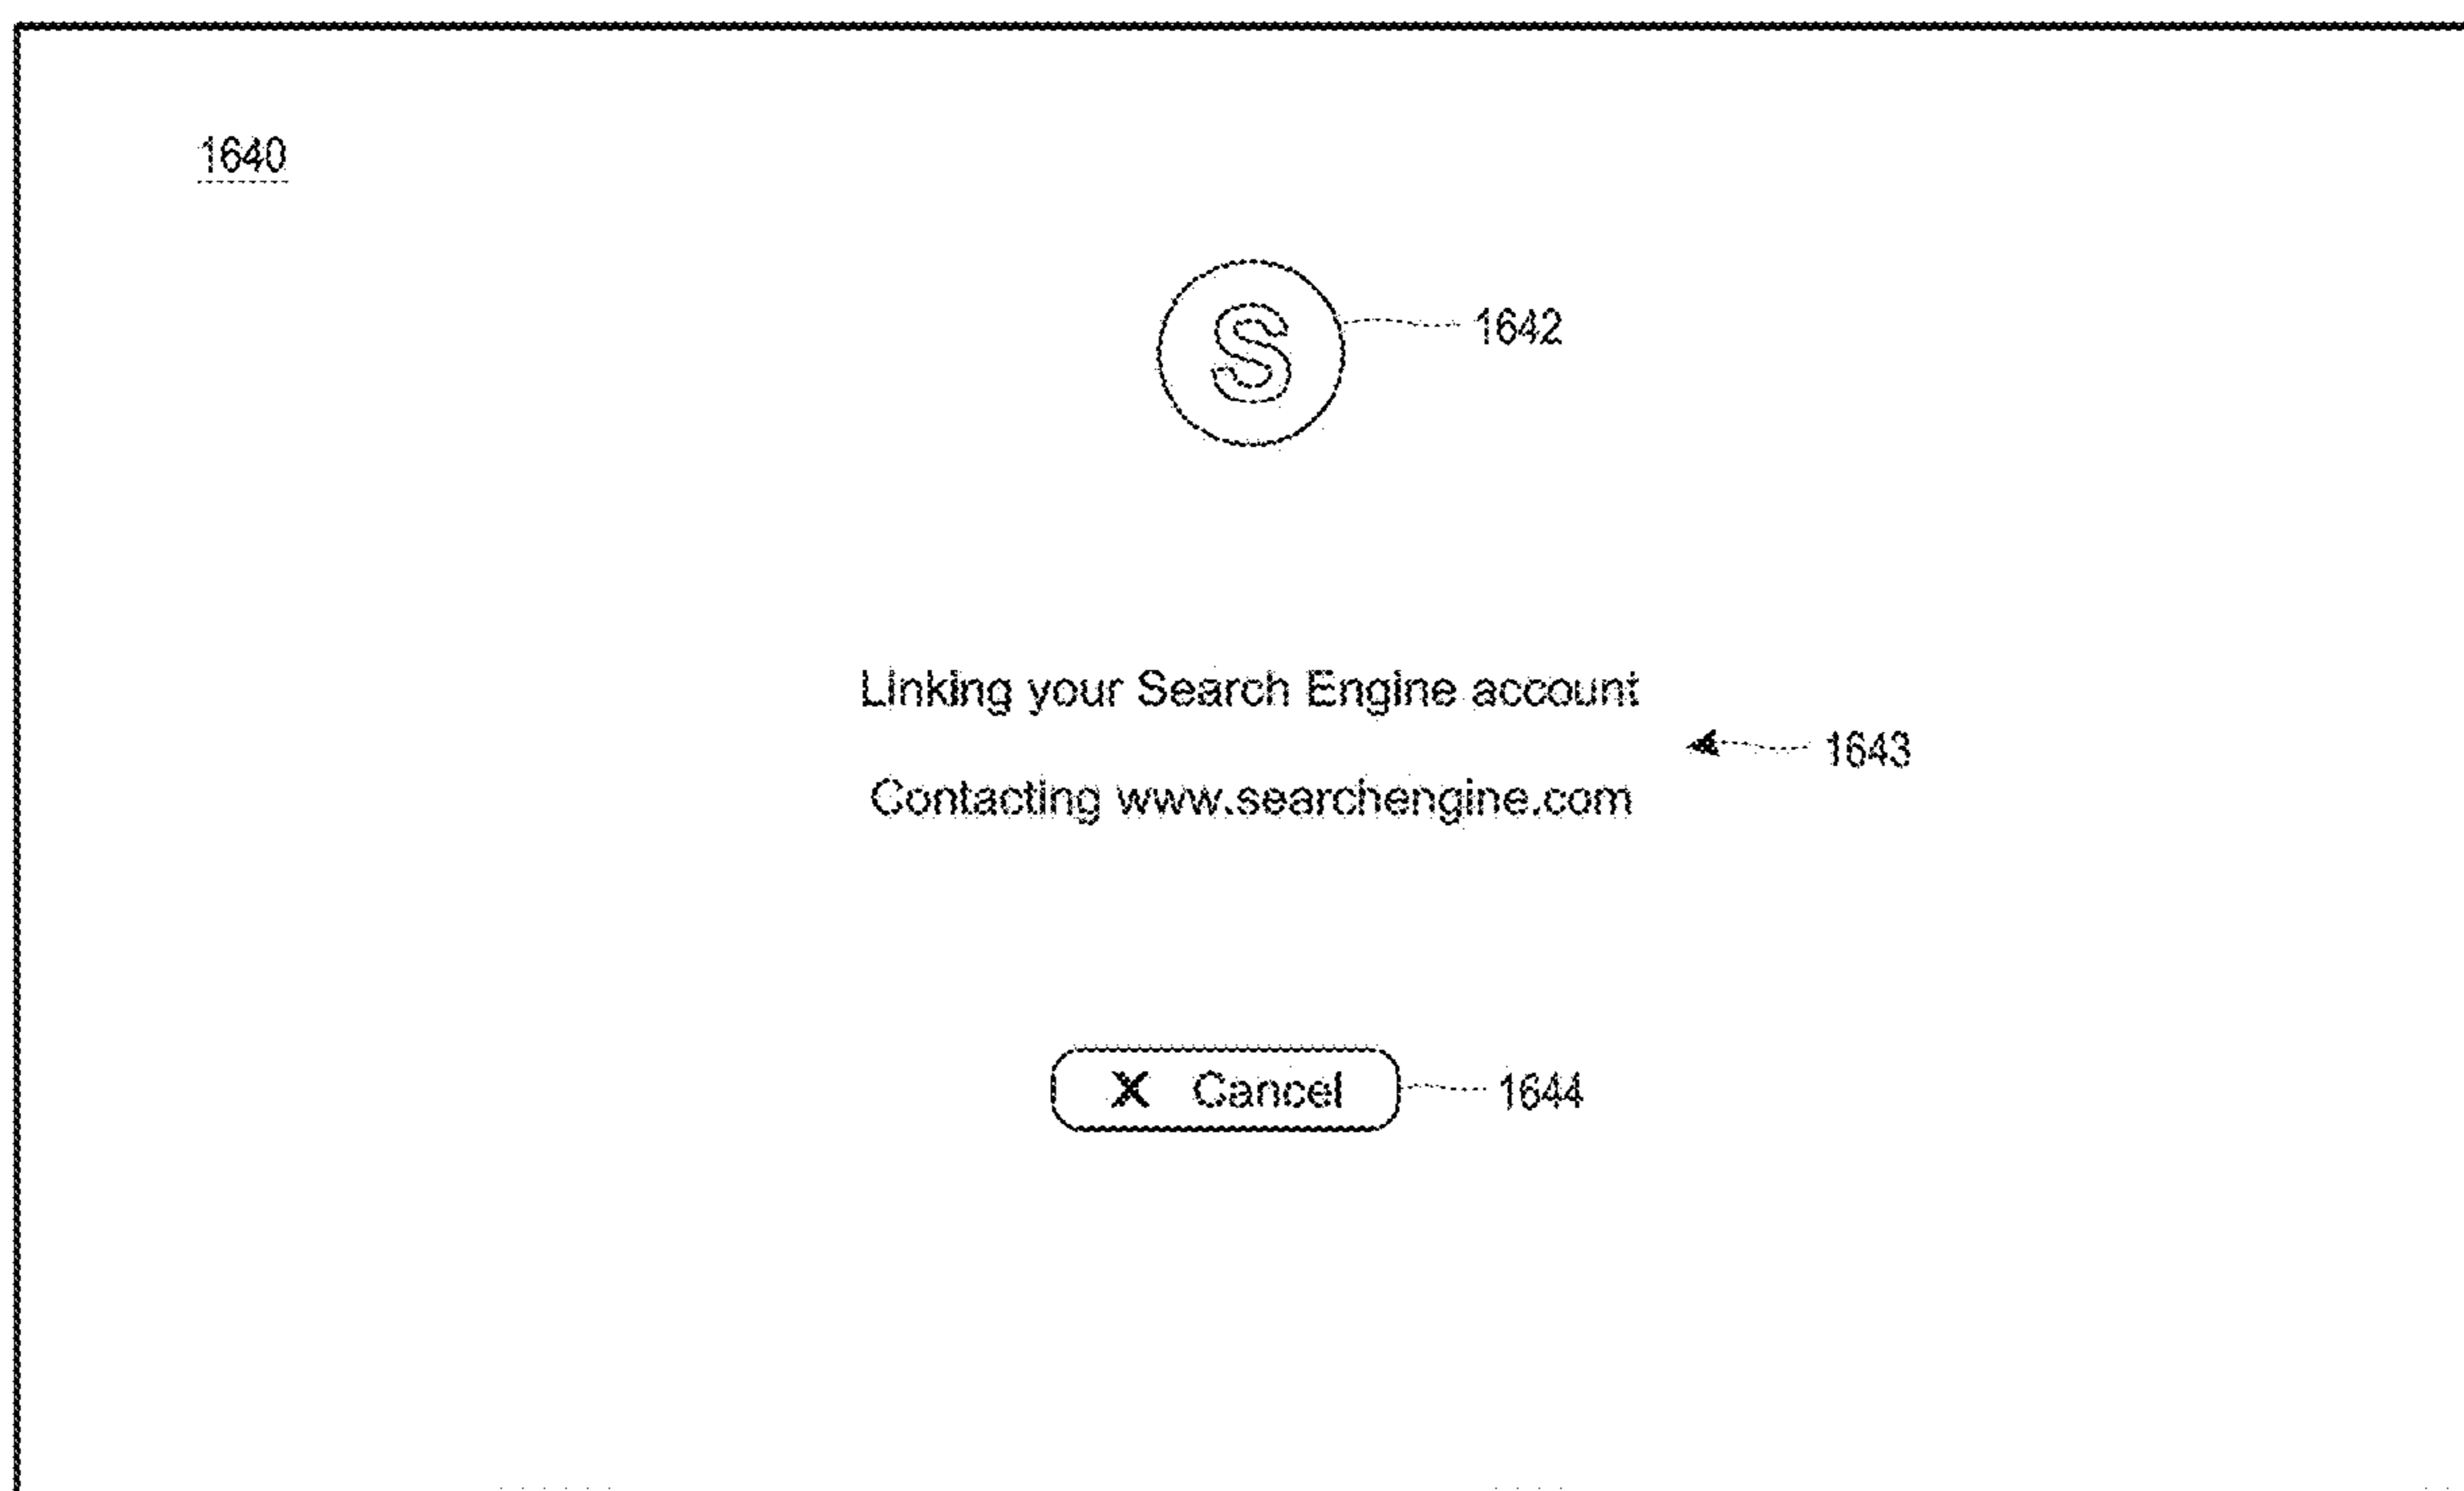 1640
S
1642
Linking your Search Engine account
1643
Contacting www.searchengine.com
X Cancel
1644